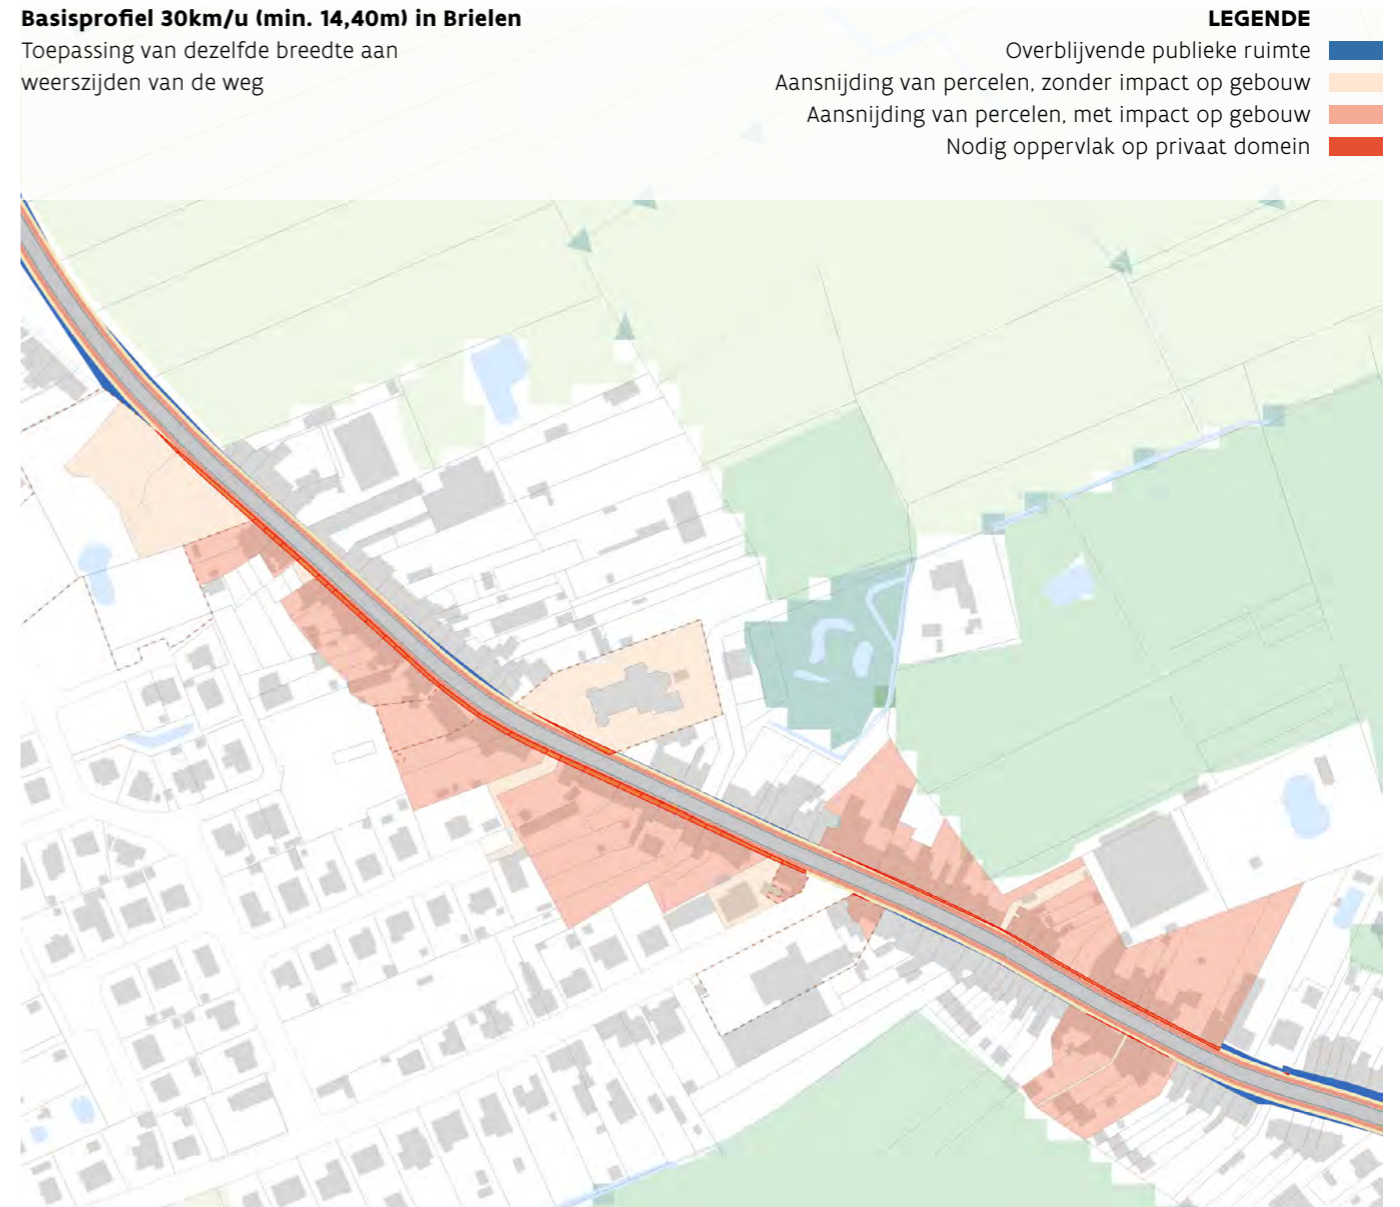 Basisprofiel 30km/u (min. 14,40m) in Brielen
Toepassing van dezelfde breedte aan
weerszijden van de weg
LEGENDE
Overblijvende publieke ruimte
Aansnijding van percelen, zonder impact op gebouw
Aansnijding van percelen, met impact op gebouw
Nodig oppervlak op privaat domein